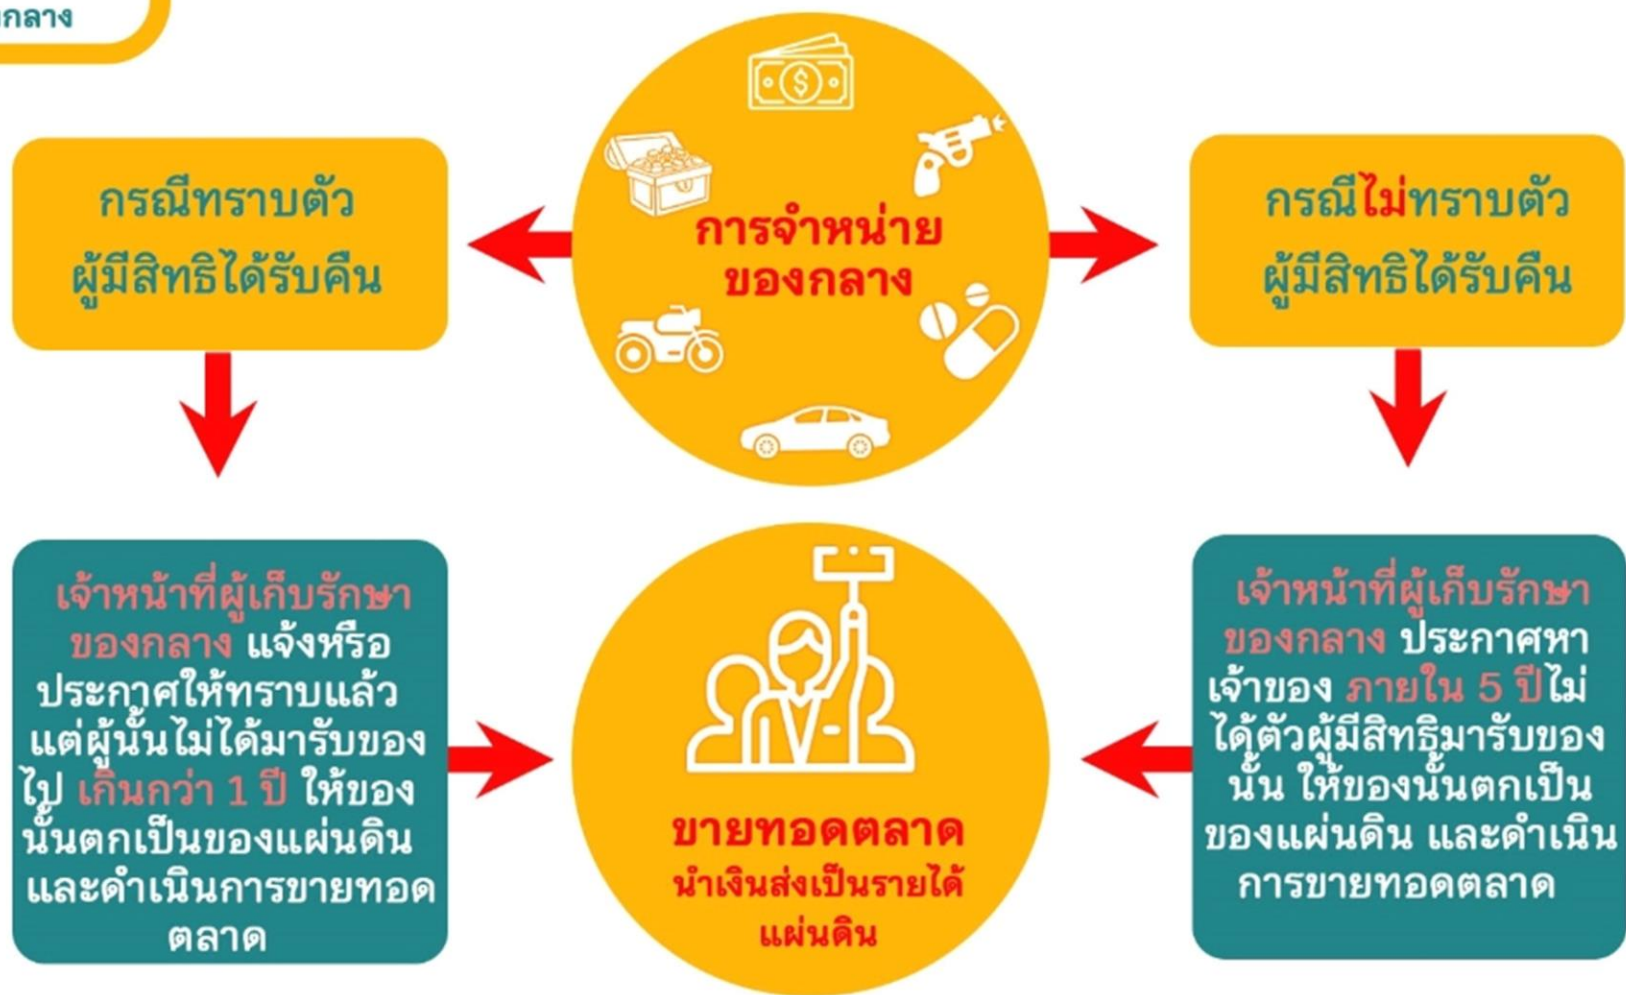 กลาง
การจำหน่าย
ของกลาง
กรณีทราบตัว
ผู้มีสิทธิได้รับคืน
กรณีไม่ทราบตัว
ผู้มีสิทธิได้รับคืน
เจ้าหน้าที่ผู้เก็บรักษา
ของกลาง แจ้งหรือ
ประกาศให้ทราบแล้ว
แต่ผู้นั้นไม่ได้มารับของ
ไป เกินกว่า 1 ปี ให้ของ
นั้นตกเป็นของแผ่นดิน
และดำเนินการขายทอด
ตลาด
ขายทอดตลาด
นำเงินส่งเป็นรายได้
แผ่นดิน
เจ้าหน้าที่ผู้เก็บรักษา
ของกลาง ประกาศหา
เจ้าของ ภายใน 5 ปีไม่
ได้ตัวผู้มีสิทธิมารับของ
นั้น ให้ของนั้นตกเป็น
ของแผ่นดิน และดำเนิน
การขายทอดตลาด